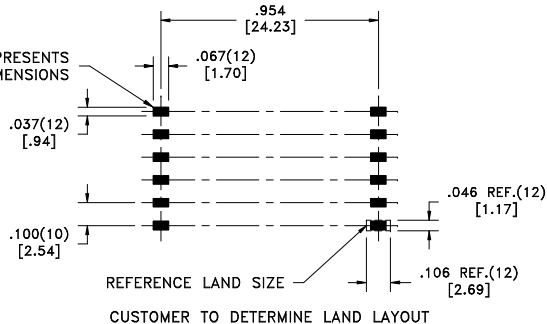 .954
[24.23]
PRESENTS
.067(12)
[1.70]
.037(12)
[.94]
.046 REF.(12)
[1.17]
.100(10)
[2.54]
REFERENCE LAND SIZE
.106 REF.(12)
[2.69]
CUSTOMER TO DETERMINE LAND LAYOUT